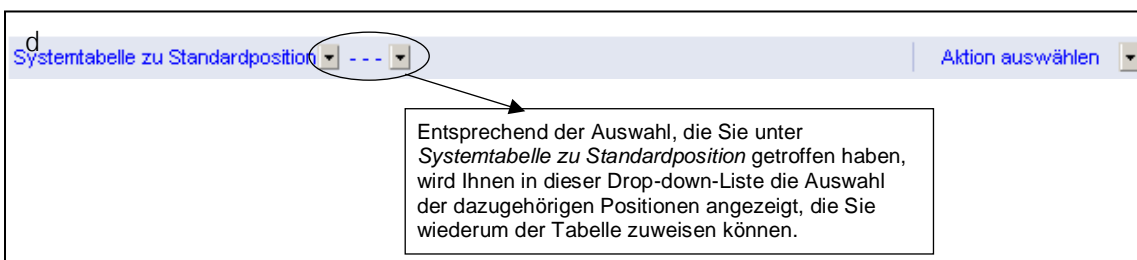 d
Systemtabelle zu Standardposition - - - Aktion auswählen
Entsprechend der Auswahl, die Sie unter
Systemtabelle zu Standardposition getroffen haben,
wird Ihnen in dieser Drop-down-Liste die Auswahl
der dazugehörigen Positionen angezeigt, die Sie
wiederum der Tabelle zuweisen können.